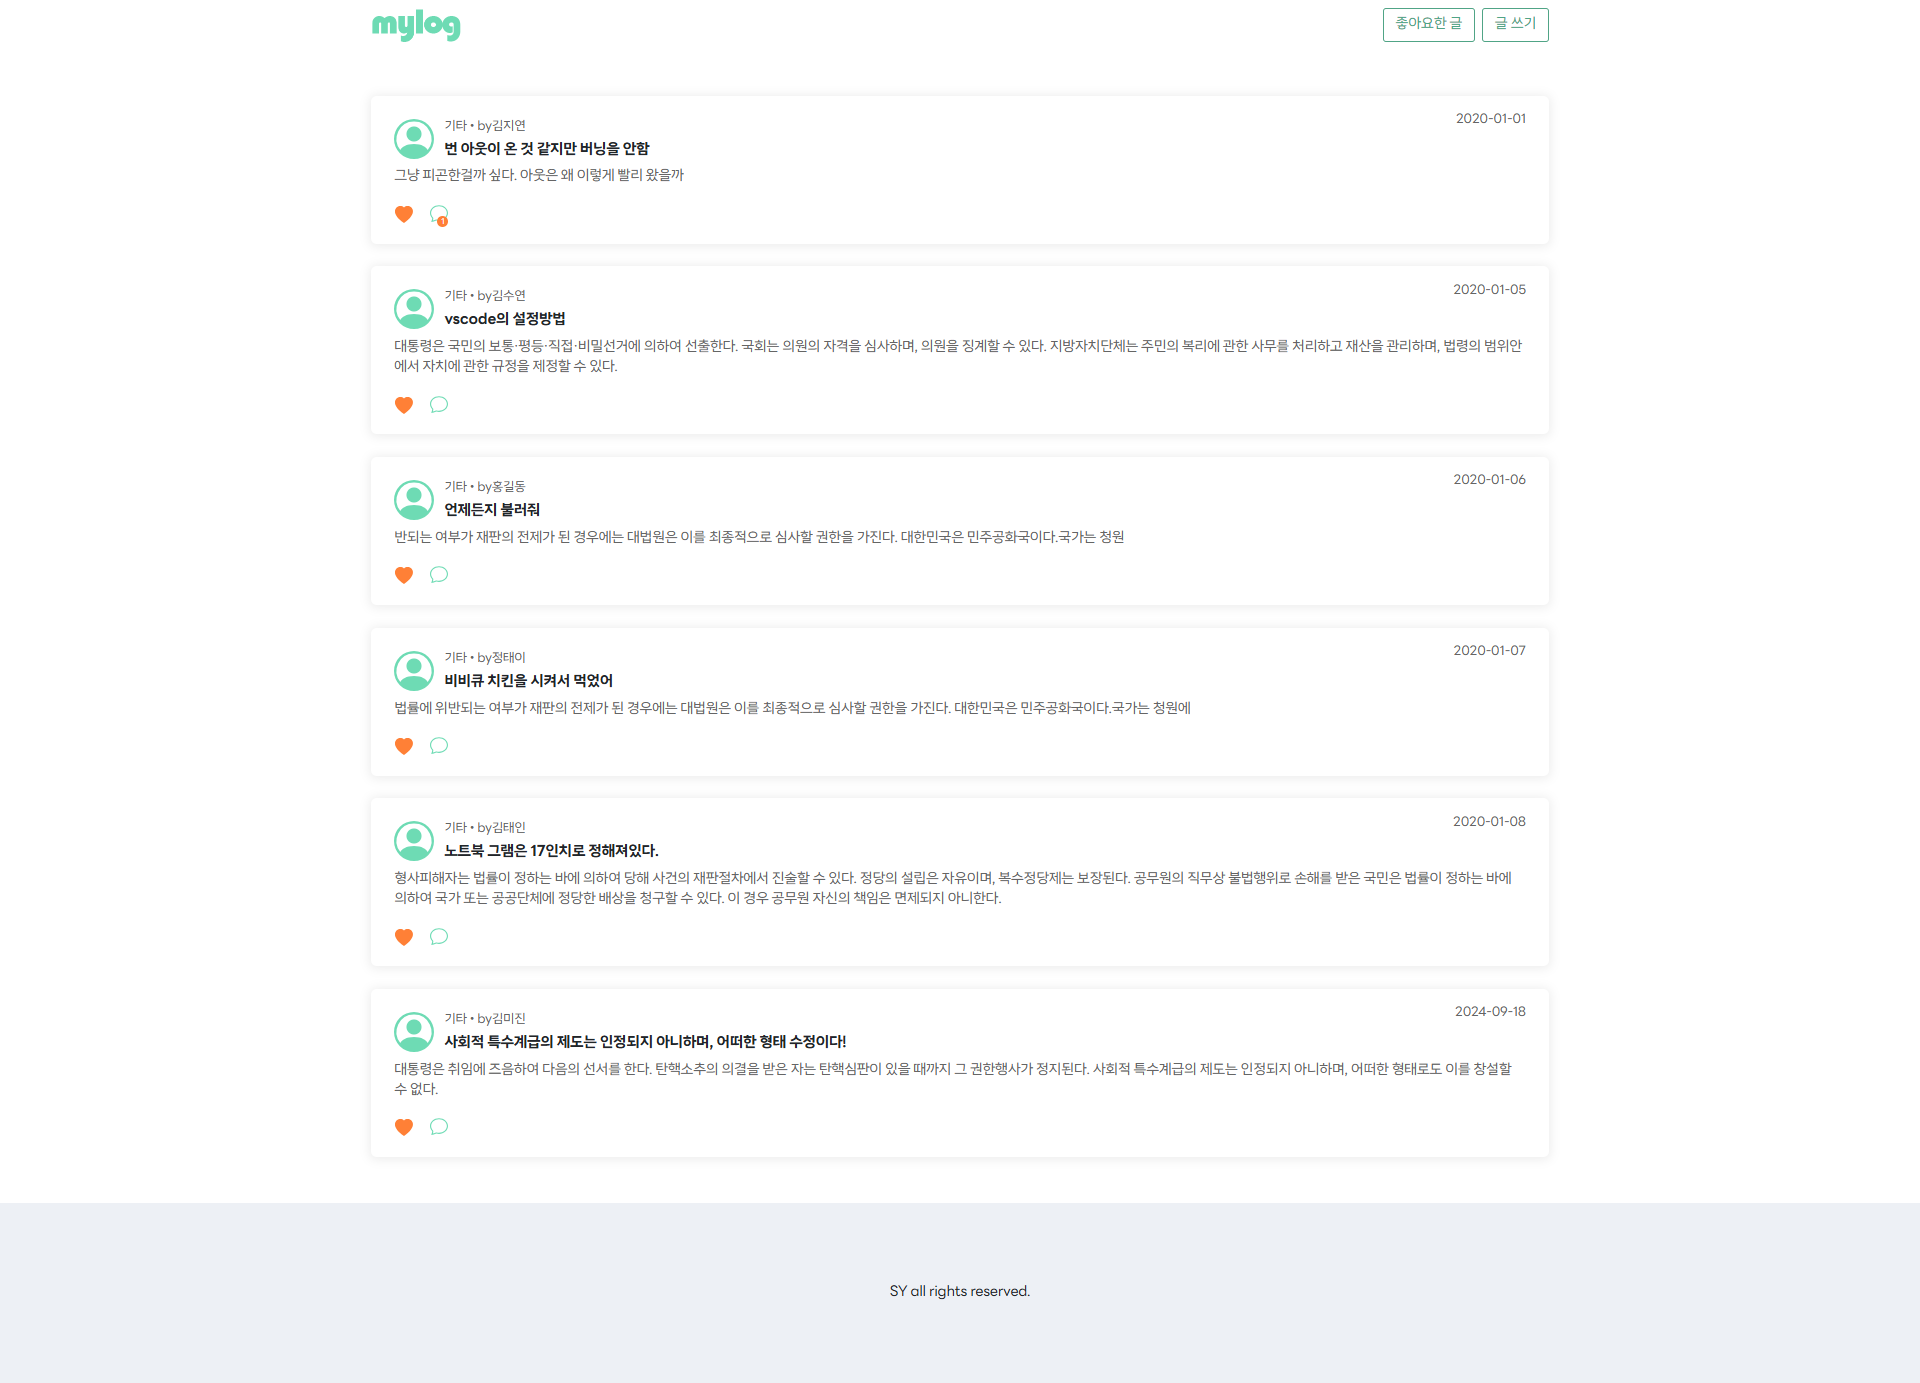 mylog
좋아요한 글
글 쓰기
기타 • by김지연
2020-01-01
번 아웃이 온 것 같지만 버닝을 안함
그냥 피곤한걸까 싶다. 아웃은 왜 이렇게 빨리 왔을까
1
기타 • by김수연
2020-01-05
vscode의 설정방법
대통령은 국민의 보통·평등·직접·비밀선거에 의하여 선출한다. 국회는 의원의 자격을 심사하며, 의원을 징계할 수 있다. 지방자치단체는 주민의 복리에 관한 사무를 처리하고 재산을 관리하며, 법령의 범위안
에서 자치에 관한 규정을 제정할 수 있다.
기타 • by홍길동
2020-01-06
언제든지 불러줘
반되는 여부가 재판의 전제가 된 경우에는 대법원은 이를 최종적으로 심사할 권한을 가진다. 대한민국은 민주공화국이다.국가는 청원
기타 • by정태이
2020-01-07
비비큐 치킨을 시켜서 먹었어
법률에 위반되는 여부가 재판의 전제가 된 경우에는 대법원은 이를 최종적으로 심사할 권한을 가진다. 대한민국은 민주공화국이다.국가는 청원에
기타 • by김태인
2020-01-08
노트북 그램은 17인치로 정해져있다.
형사피해자는 법률이 정하는 바에 의하여 당해 사건의 재판절차에서 진술할 수 있다. 정당의 설립은 자유이며, 복수정당제는 보장된다. 공무원의 직무상 불법행위로 손해를 받은 국민은 법률이 정하는 바에
의하여 국가 또는 공공단체에 정당한 배상을 청구할 수 있다. 이 경우 공무원 자신의 책임은 면제되지 아니한다.
기타 • by김미진
2024-09-18
사회적 특수계급의 제도는 인정되지 아니하며, 어떠한 형태 수정이다!
대통령은 취임에 즈음하여 다음의 선서를 한다. 탄핵소추의 의결을 받은 자는 탄핵심판이 있을 때까지 그 권한행사가 정지된다. 사회적 특수계급의 제도는 인정되지 아니하며, 어떠한 형태로도 이를 창설할
수 없다.
SY all rights reserved.